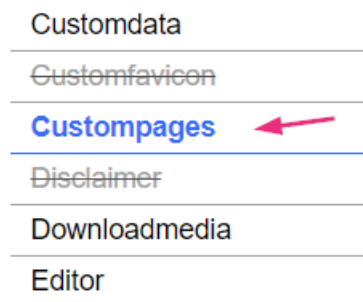 Customdata
Customfavicon
Custompages
Disclaimer
Downloadmedia
Editor